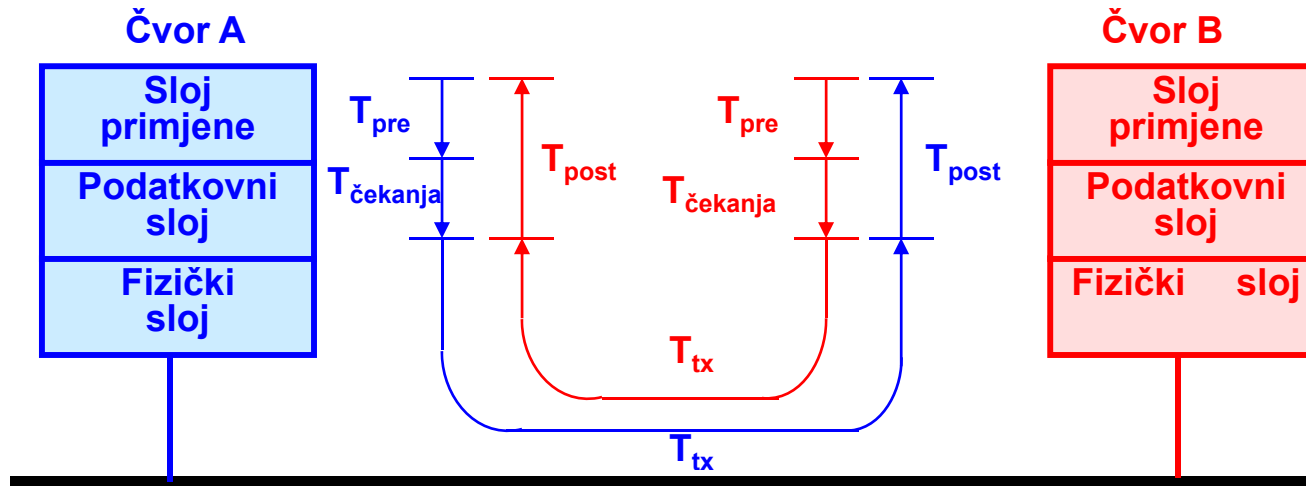 Čvor A
Čvor B
Sloj
primjene
Podatkovni
sloj
Fizički
sloj
Tpre
Tčekanja
Tpost
Tpre
Tčekanja
Tpost
Ttx
Ttx
Sloj
primjene
Podatkovni
sloj
Fizički sloj